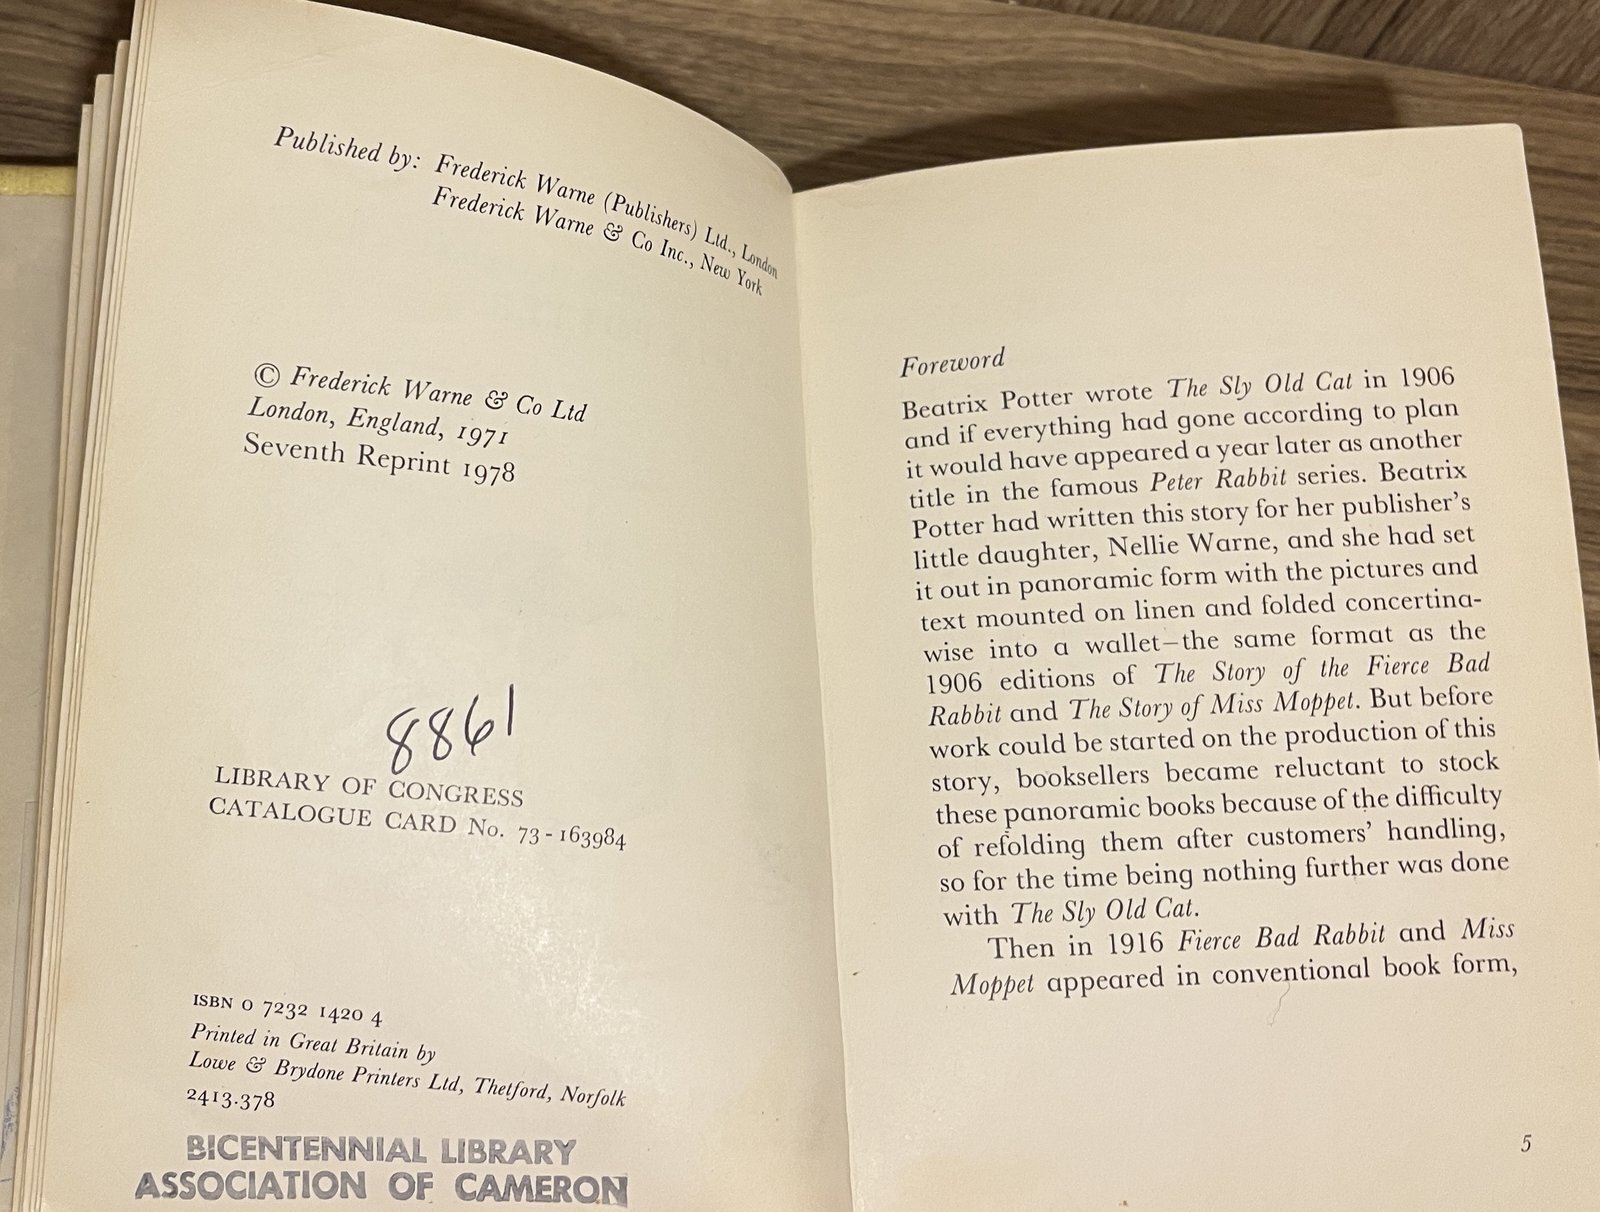 Published by: Frederick Warne (Publishers) Ltd., London
Frederick Warne & Co Inc., New York
© Frederick Warne & Co Ltd
London, England, 1971
Seventh Reprint 1978
8861
LIBRARY OF CONGRESS
CATALOGUE CARD No. 73-163984
ISBN 0 7232 1420 4
Printed in Great Britain by
Lowe & Brydone Printers Ltd, Thetford, Norfolk
2413.378
BICENTENNIAL LIBRARY
ASSOCIATION OF CAMERON
Foreword
Beatrix Potter wrote The Sly Old Cat in 1906
and if everything had gone according to plan
it would have appeared a year later as another
title in the famous Peter Rabbit series. Beatrix
Potter had written this story for her publisher's
little daughter, Nellie Warne, and she had set
it out in panoramic form with the pictures and
text mounted on linen and folded concertina-
wise into a wallet–the same format as the
1906 editions of The Story of the Fierce Bad
Rabbit and The Story of Miss Moppet. But before
work could be started on the production of this
story, booksellers became reluctant to stock
these panoramic books because of the difficulty
of refolding them after customers' handling,
so for the time being nothing further was done
with The Sly Old Cat.
Then in 1916 Fierce Bad Rabbit and Miss
Moppet appeared in conventional book form,
5